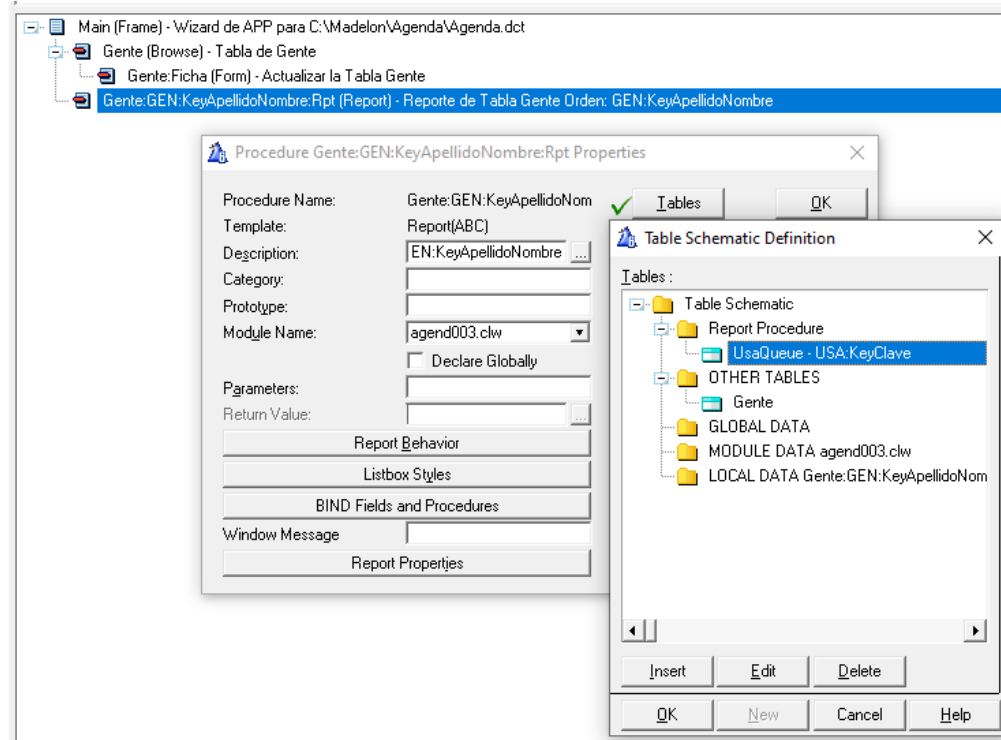 Main (Frame) - Wizard de APP para C:\Madelon\Agenda\Agenda.dct
Gente (Browse) - Tabla de Gente
Gente:Ficha (Form) - Actualizar la Tabla Gente
Gente:GEN:KeyApellidoNombre:Rpt (Report) - Reporte de Tabla Gente Orden: GEN:KeyApellidoNombre
Procedure Gente:GEN:KeyApellidoNombre:Rpt Properties
Procedure Name: Gente:GEN:KeyApellidoNom Tables OK
Template: Report(ABC)
Description: EN:KeyApellidoNombre ...
Category:
Prototype:
Module Name: agend003.clw
Declare Globally
Parameters:
Return Value: ...
Report Behavior
Listbox Styles
BIND Fields and Procedures
Window Message
Report Properties
Table Schematic Definition
Tables :
Table Schematic
Report Procedure
UsaQueue - USA:KeyClave
OTHER TABLES
Gente
GLOBAL DATA
MODULE DATA agend003.clw
LOCAL DATA Gente:GEN:KeyApellidoNom
Insert Edit Delete
OK New Cancel Help